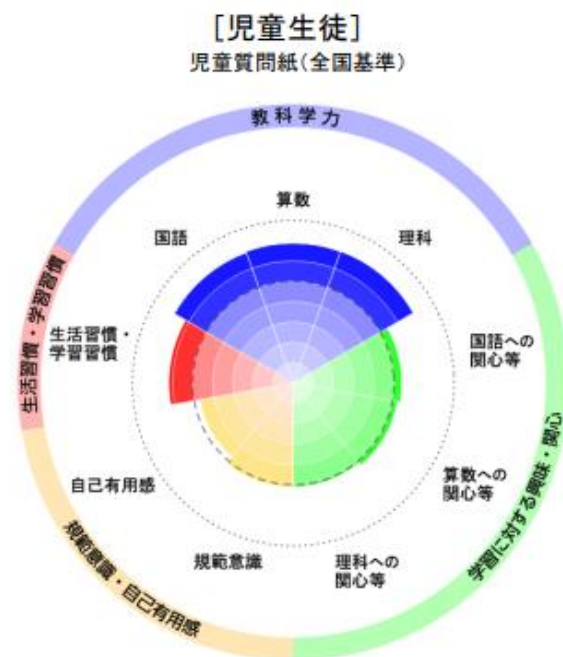 [児童生徒]
児童質問紙(全国基準)
教科学力
算数
国語
理科
生活習慣・学習習慣
生活習慣・
学習習慣
国語への
関心等
自己有用感
算数への
関心等
学習に対する興味・関心
規範意識
理科への
関心等
規範意識・自己有用感